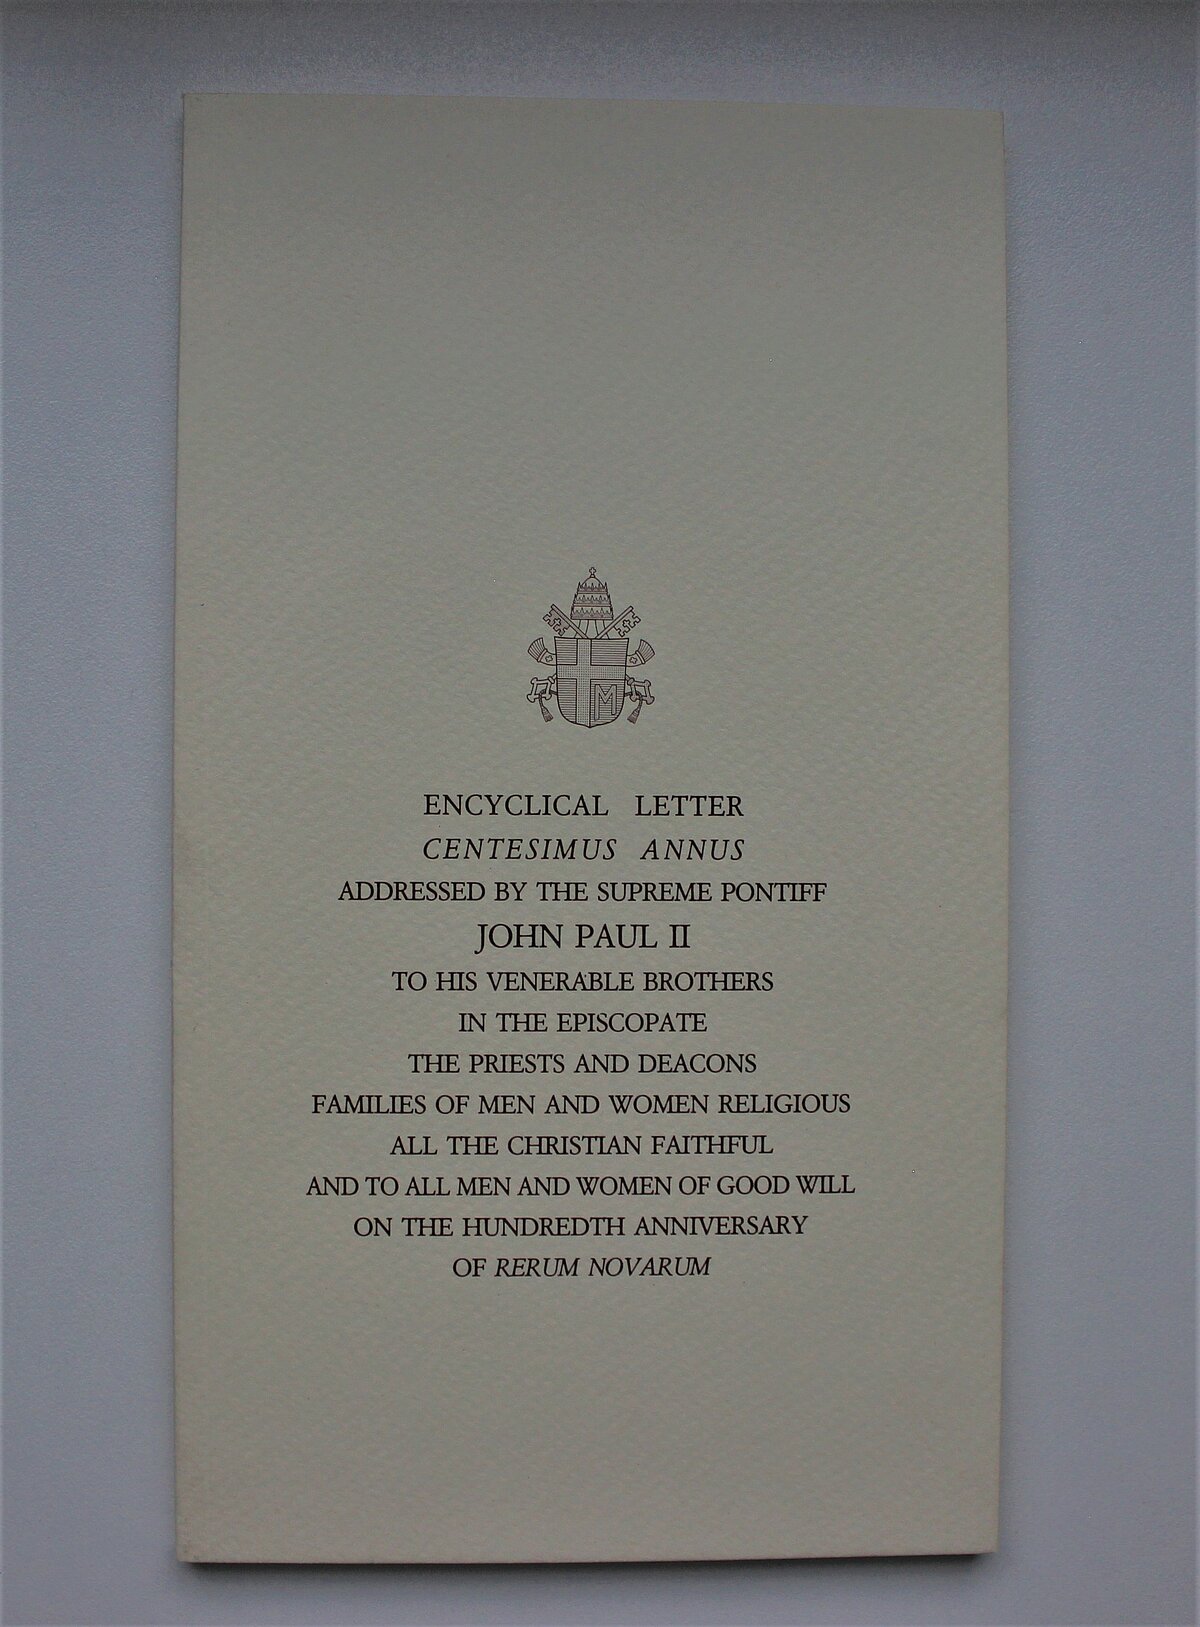 M
ENCYCLICAL LETTER
CENTESIMUS ANNUS
ADDRESSED BY THE SUPREME PONTIFF
JOHN PAUL II
TO HIS VENERABLE BROTHERS
IN THE EPISCOPATE
THE PRIESTS AND DEACONS
FAMILIES OF MEN AND WOMEN RELIGIOUS
ALL THE CHRISTIAN FAITHFUL
AND TO ALL MEN AND WOMEN OF GOOD WILL
ON THE HUNDREDTH ANNIVERSARY
OF RERUM NOVARUM